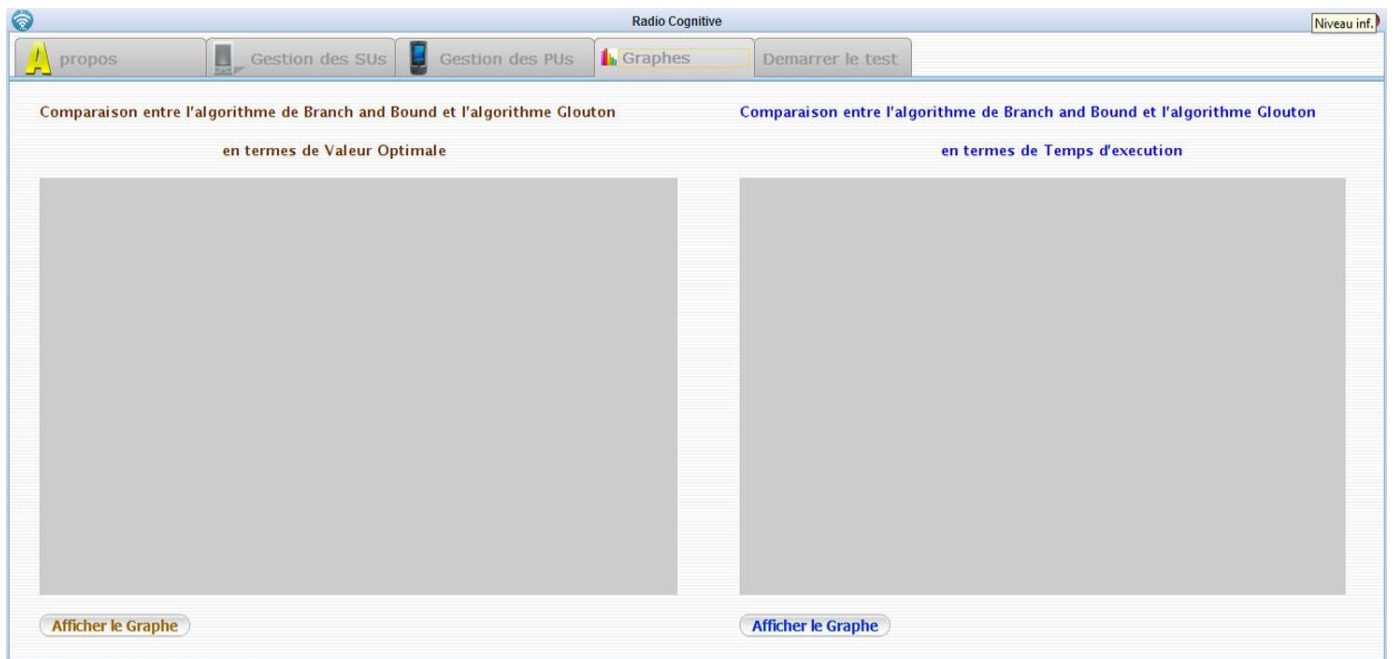 Radio Cognitive
Niveau inf.
A propos
Gestion des SUs
Gestion des PUs
Graphes
Demarrer le test
Comparaison entre l'algorithme de Branch and Bound et l'algorithme Glouton
en termes de Valeur Optimale
Comparaison entre l'algorithme de Branch and Bound et l'algorithme Glouton
en termes de Temps d'execution
Afficher le Graphe
Afficher le Graphe